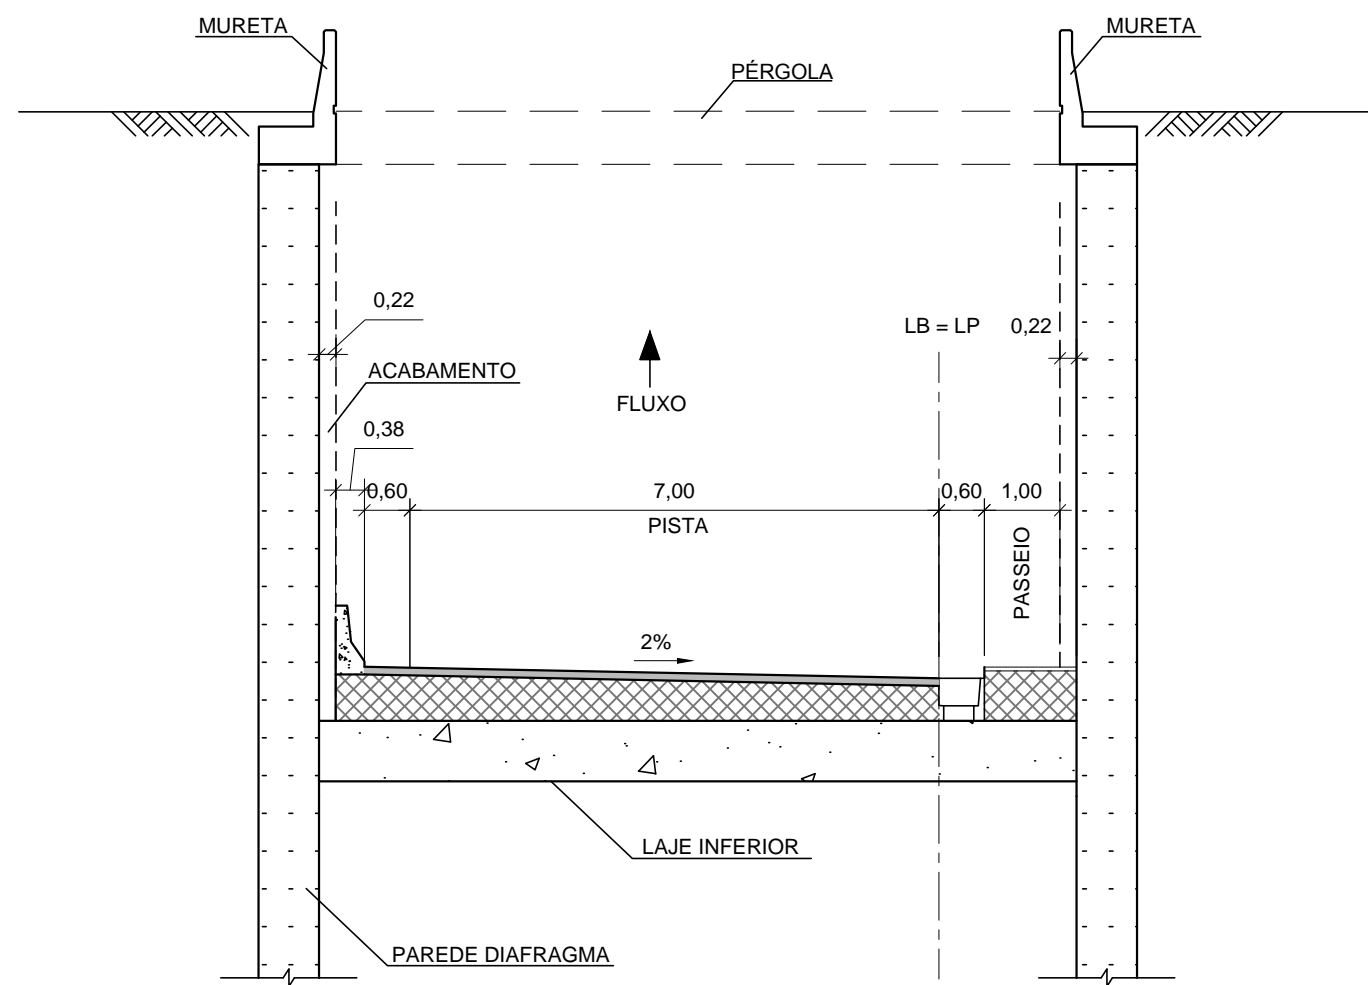 MURETA
MURETA
PÉRGOLA
0,22
LB = LP
0,22
ACABAMENTO
FLUXO
0,38
0,60
7,00
0,60
1,00
PISTA
PASSEIO
2%
LAJE INFERIOR
PAREDE DIAFRAGMA